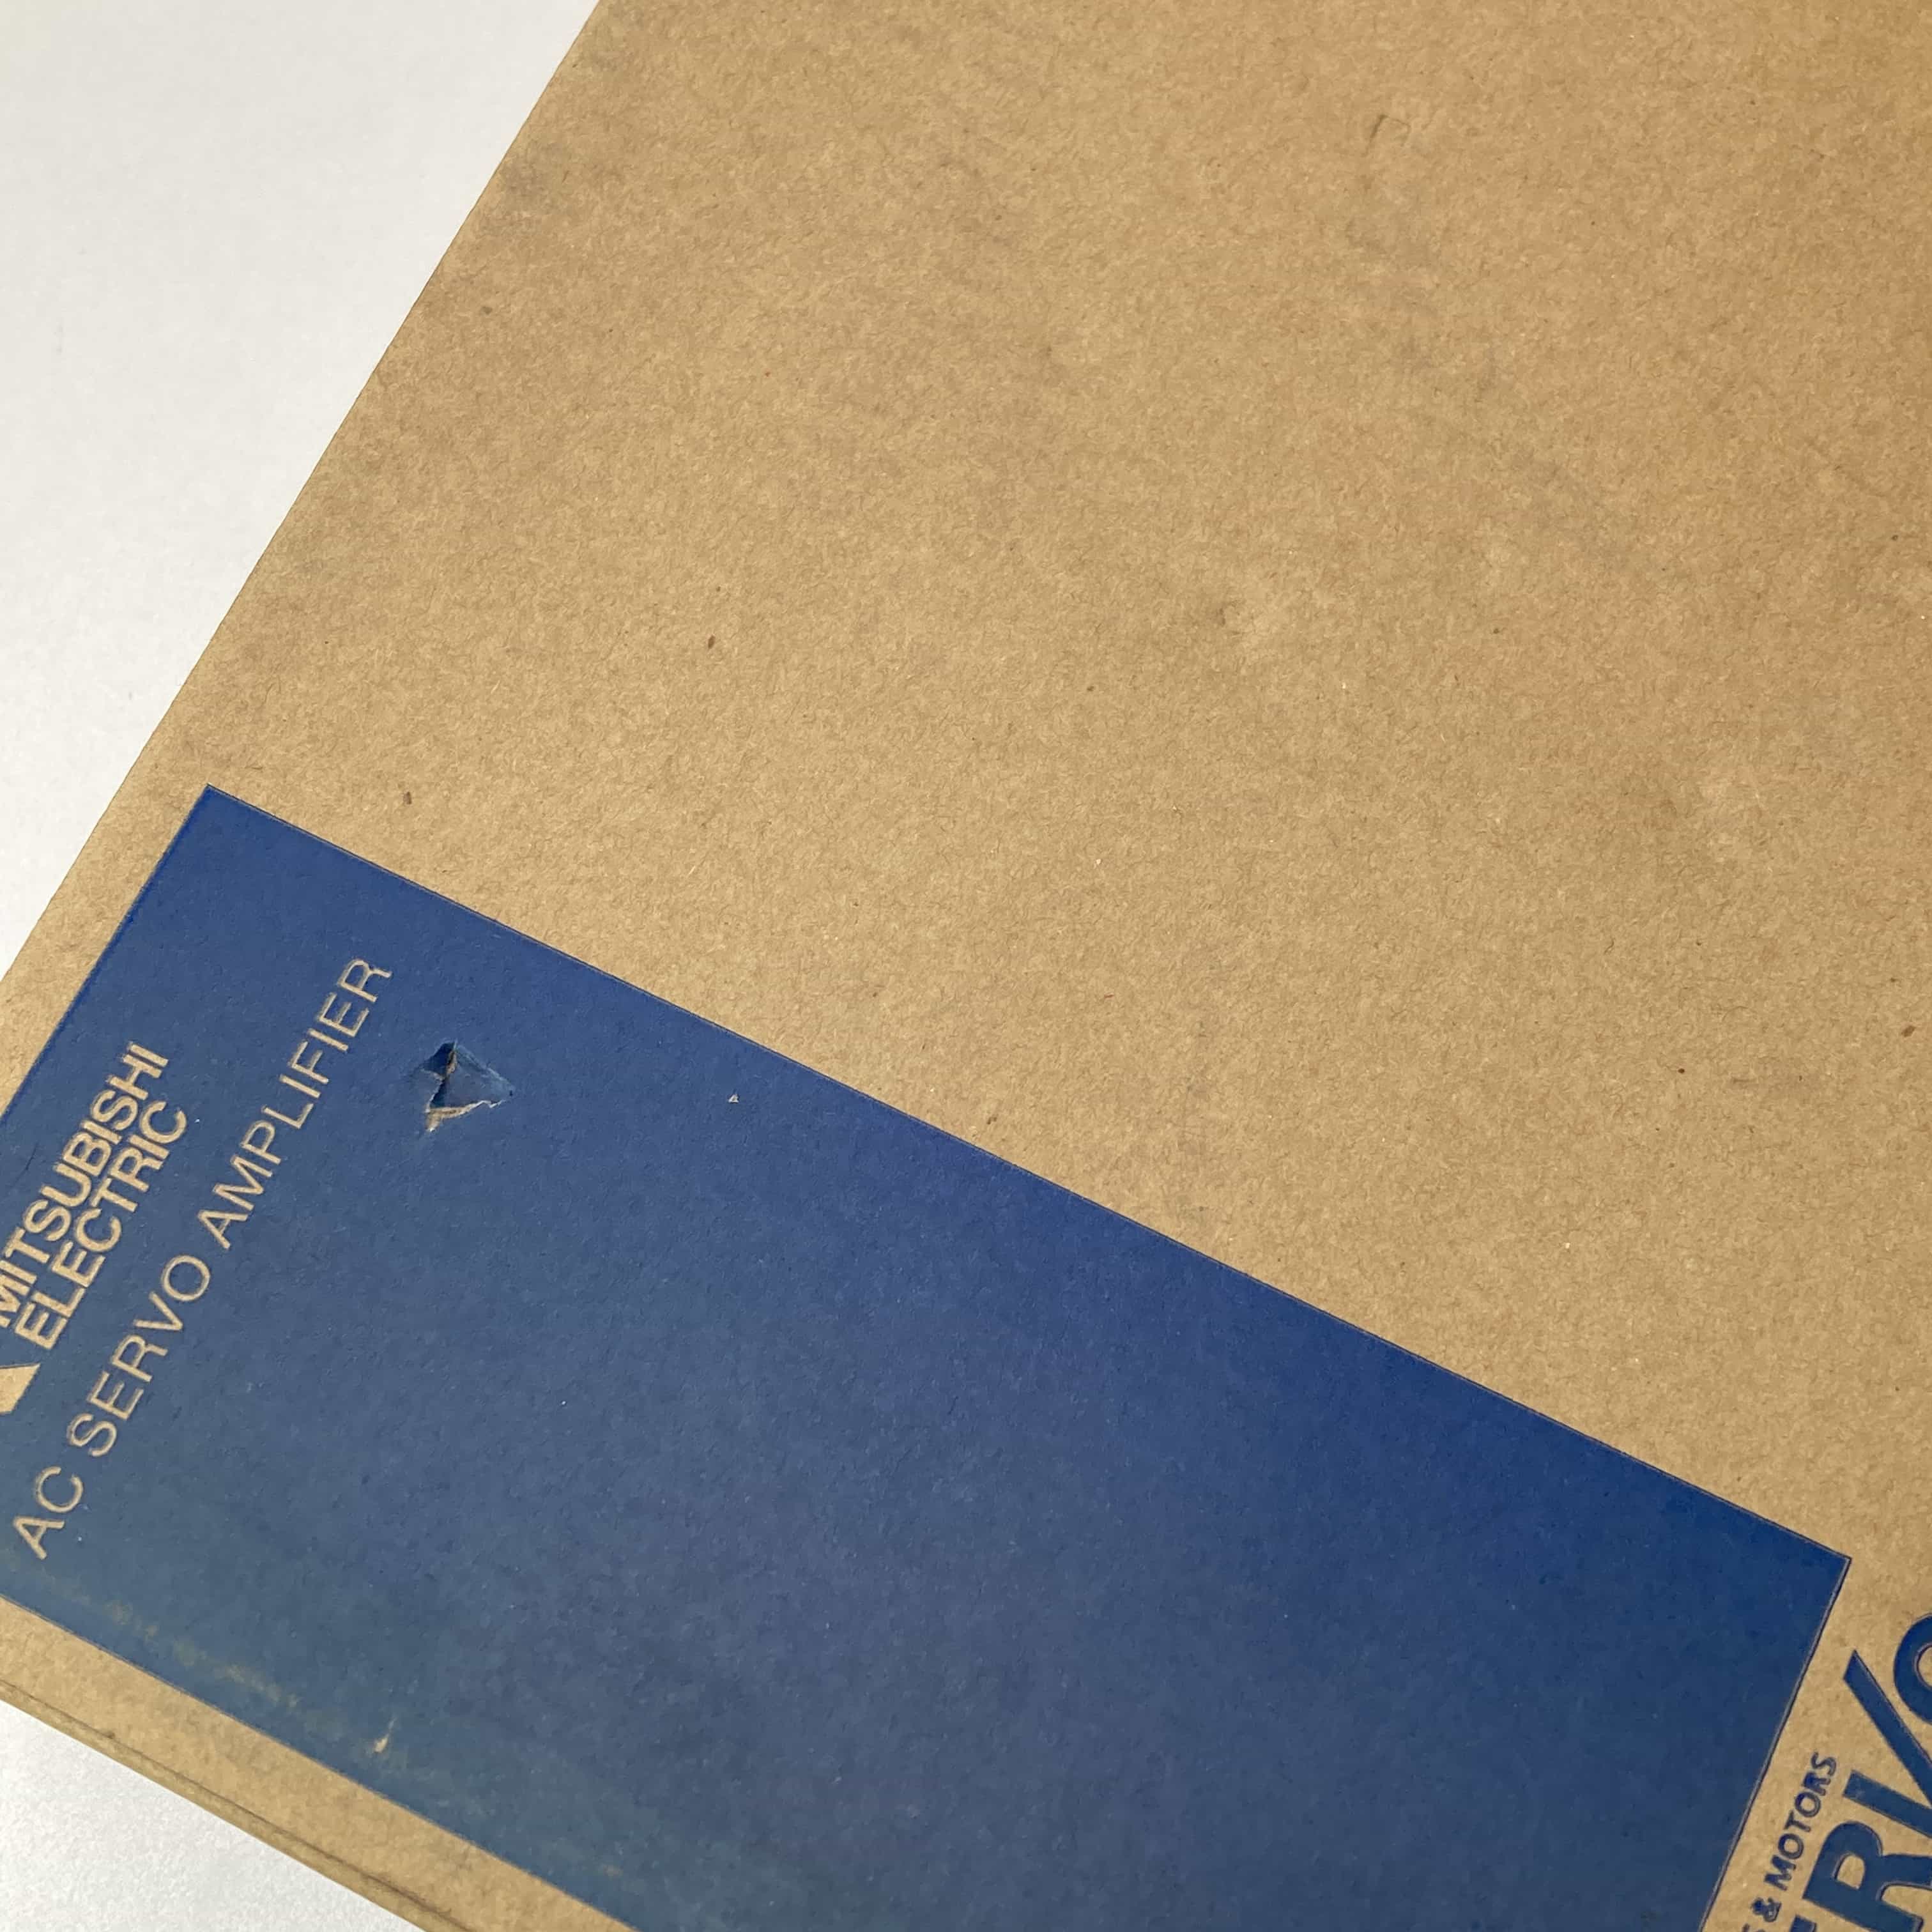 MITSUBISHI
ELECTRIC
AC SERVO AMPLIFIER
& MOTORS